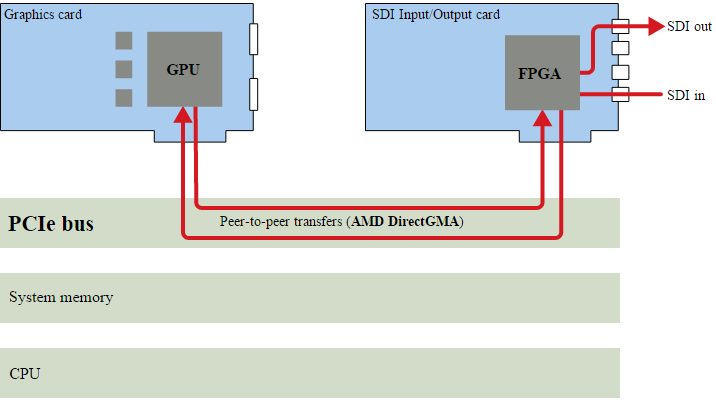 Graphics card
SDI Input/Output card
SDI out
GPU
FPGA
SDI in
Peer-to-peer transfers (AMD DirectGMA)
PCIe bus
System memory
CPU